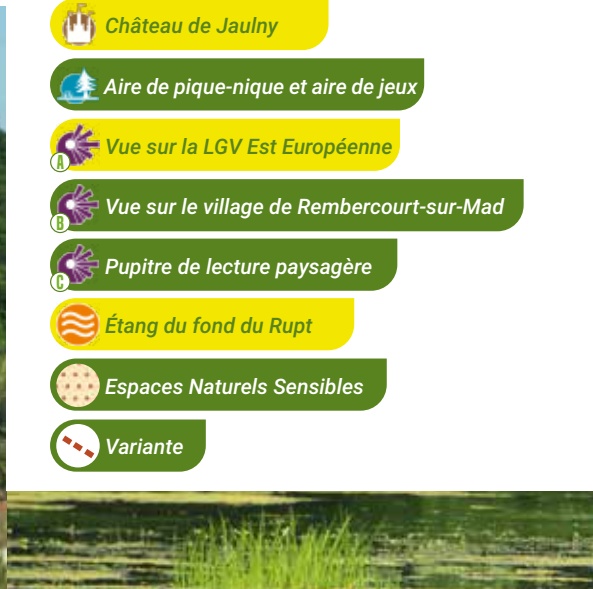 Château de Jaulny
Aire de pique-nique et aire de jeux
A Vue sur la LGV Est Européenne
B Vue sur le village de Rembercourt-sur-Mad
C Pupitre de lecture paysagère
Étang du fond du Rupt
Espaces Naturels Sensibles
Variante